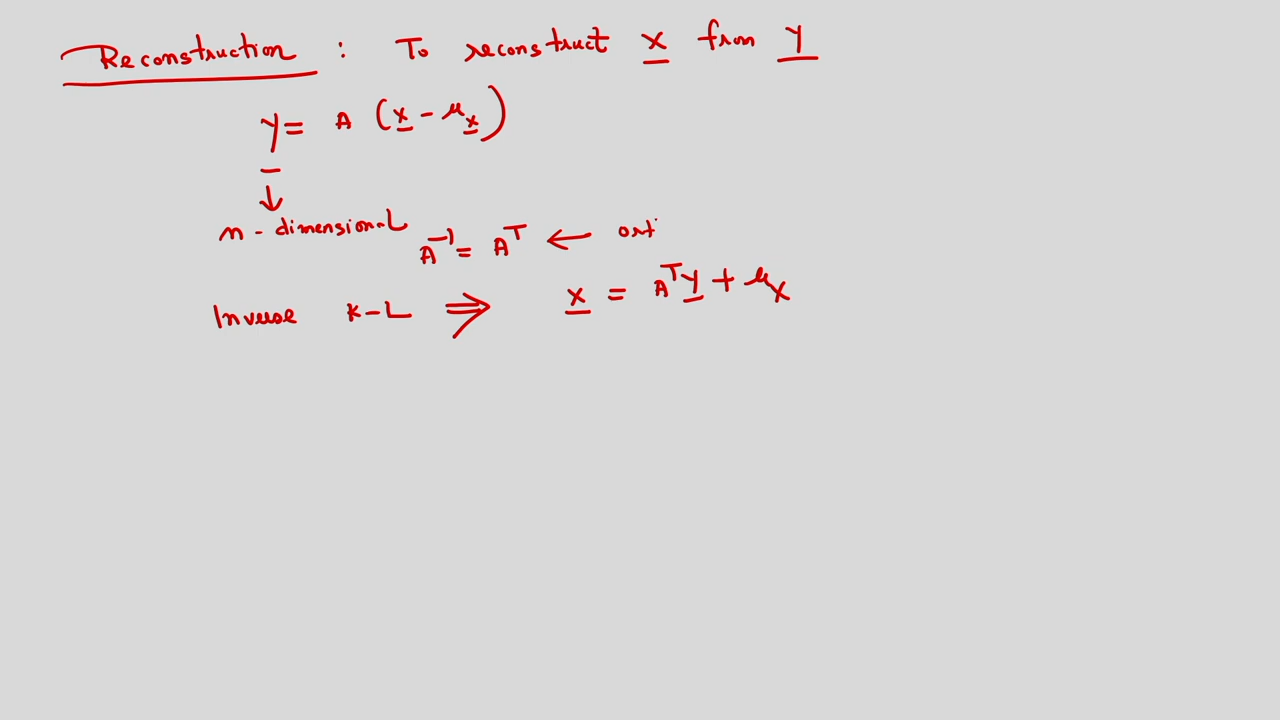 Reconstruction : To reconstruct x from y
y = A (x - μx)
↓
n - dimensional
A⁻¹ = Aᵀ ← ort
Inverse K-L ⇒ x = Aᵀy + μx